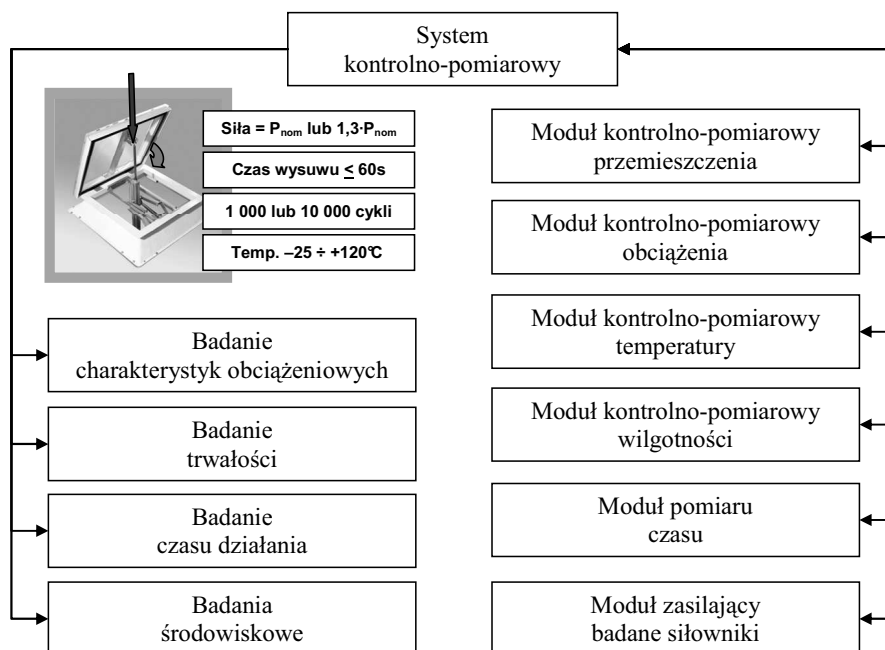 System
kontrolno-pomiarowy
Siła = Pnom lub 1,3·Pnom
Czas wysuwu ≤ 60s
1 000 lub 10 000 cykli
Temp. –25 ÷ +120°C
Badanie
charakterystyk obciążeniowych
Badanie
trwałości
Badanie
czasu działania
Badania
środowiskowe
Moduł kontrolno-pomiarowy
przemieszczenia
Moduł kontrolno-pomiarowy
obciążenia
Moduł kontrolno-pomiarowy
temperatury
Moduł kontrolno-pomiarowy
wilgotności
Moduł pomiaru
czasu
Moduł zasilający
badane siłowniki